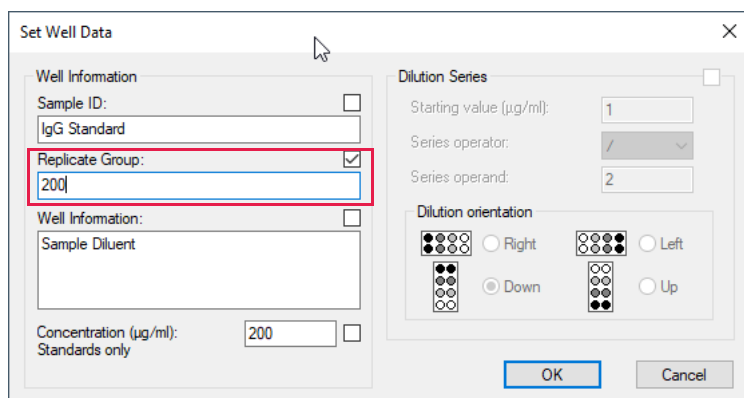 Set Well Data
Well Information
Sample ID:
IgG Standard
Replicate Group:
200
Well Information:
Sample Diluent
Concentration (µg/ml):
Standards only
200
Dilution Series
Starting value (µg/ml):
1
Series operator:
/
Series operand:
2
Dilution orientation
Right
Left
Down
Up
OK
Cancel